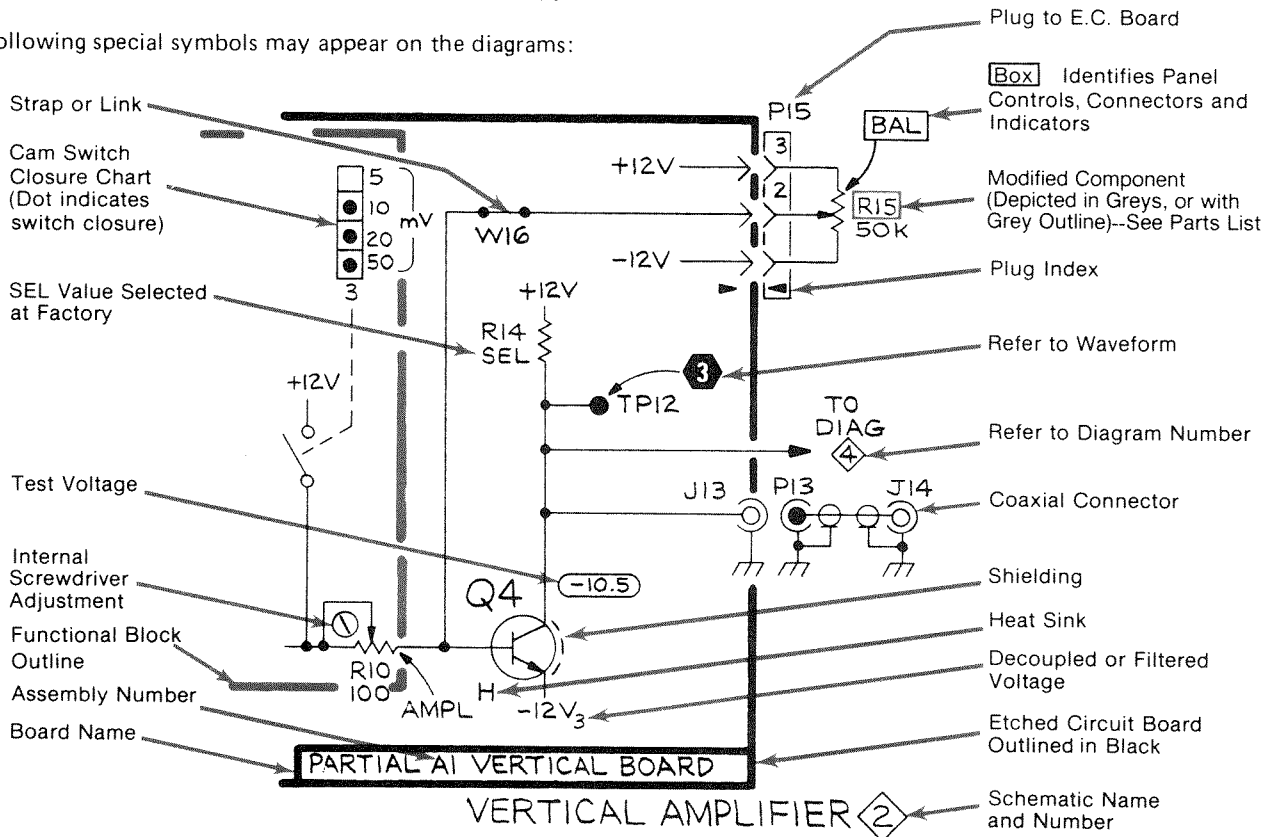 ollowing special symbols may appear on the diagrams:
Plug to E.C. Board
Box Identifies Panel
Controls, Connectors and
Indicators
Modified Component
(Depicted in Greys, or with
Grey Outline)--See Parts List
Plug Index
Refer to Waveform
Refer to Diagram Number
Coaxial Connector
Shielding
Heat Sink
Decoupled or Filtered
Voltage
Etched Circuit Board
Outlined in Black
Schematic Name
and Number
Strap or Link
Cam Switch
Closure Chart
(Dot indicates
switch closure)
SEL Value Selected
at Factory
Test Voltage
Internal
Screwdriver
Adjustment
Functional Block
Outline
Assembly Number
Board Name
5
10
20
50
mV
3
+12V
W16
+12V
-12V
P15
3
2
BAL
R15
50K
+12V
R14
SEL
TP12
3
TO
DIAG
4
J13
P13
J14
-10.5
Q4
R10
100
AMPL
H
-12V3
PARTIAL A1 VERTICAL BOARD
VERTICAL AMPLIFIER 2